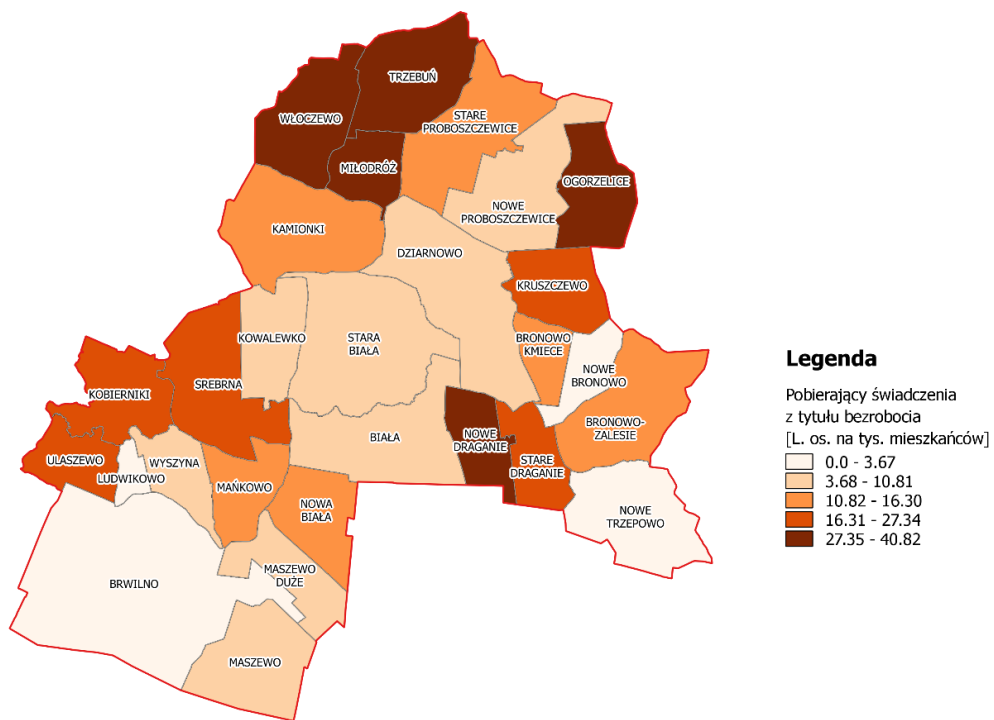 TRZEBUŃ
WŁOCZEWO
STARE
PROBOSZCZEWICE
MIŁODRÓŻ
OGORZELICE
NOWE
PROBOSZCZEWICE
KAMIONKI
DZIARNOWO
KRUSZCZEWO
KOWALEWKO
STARA
BIAŁA
BRONOWO
KMIECE
NOWE
BRONOWO
SREBRNA
KOBIERNIKI
BRONOWO-
ZALESIE
BIAŁA
NOWE
DRAGANIE
STARE
DRAGANIE
ULASZEWO
LUDWIKOWO
WYSZYNA
MAŃKOWO
NOWA
BIAŁA
NOWE
TRZEPOWO
BRWILNO
MASZEWO
DUŻE
MASZEWO
Legenda
Pobierający świadczenia
z tytułu bezrobocia
[L. os. na tys. mieszkańców]
0.0 - 3.67
3.68 - 10.81
10.82 - 16.30
16.31 - 27.34
27.35 - 40.82